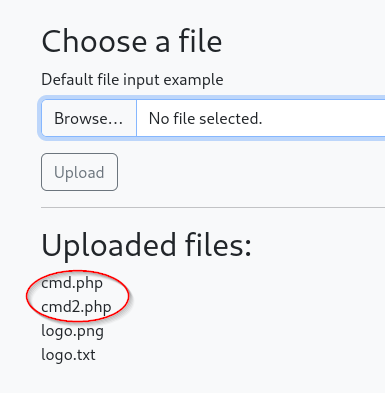 Choose a file
Default file input example
Browse... No file selected.
Upload
Uploaded files:
cmd.php
cmd2.php
logo.png
logo.txt